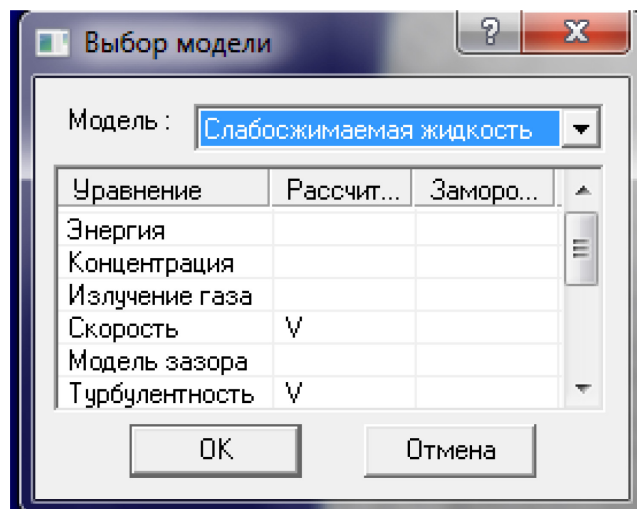 Выбор модели
Модель : Слабосжимаемая жидкость
Уравнение Рассчит... Заморо...
Энергия
Концентрация
Излучение газа
Скорость V
Модель зазора
Турбулентность V
OK Отмена